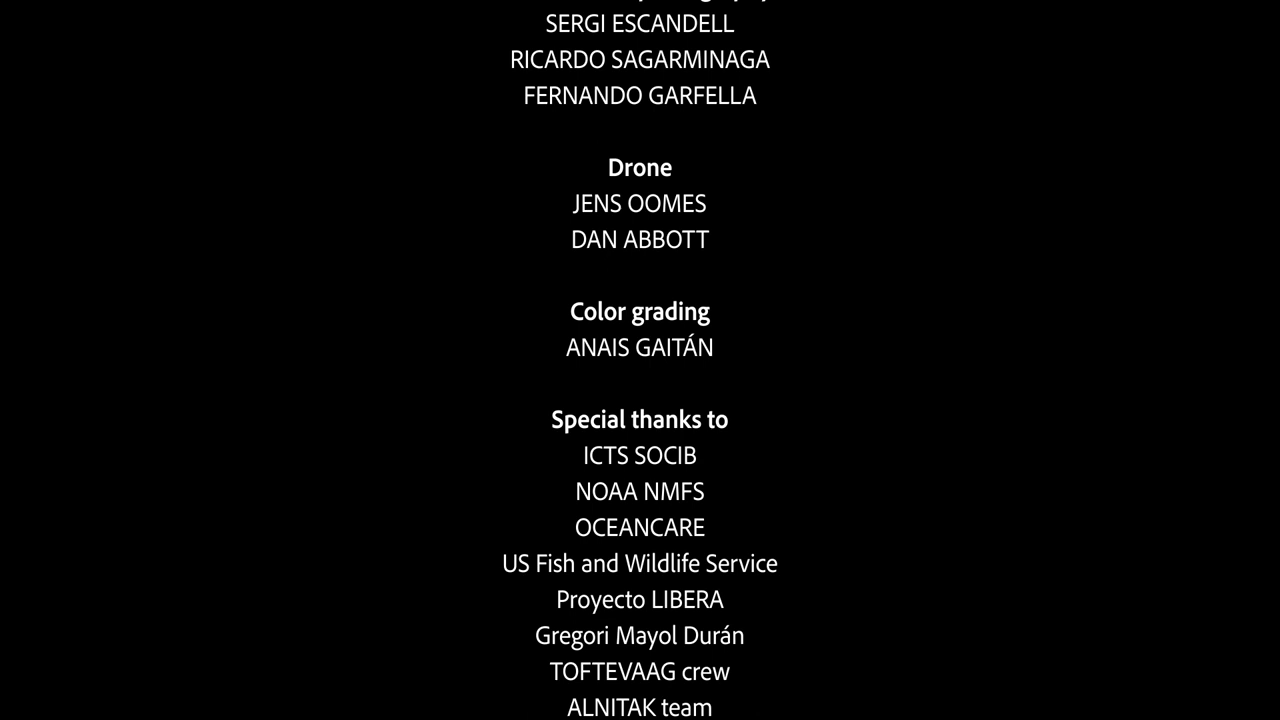 SERGI ESCANDELL
RICARDO SAGARMINAGA
FERNANDO GARFELLA
Drone
JENS OOMES
DAN ABBOTT
Color grading
ANAIS GAITÁN
Special thanks to
ICTS SOCIB
NOAA NMFS
OCEANCARE
US Fish and Wildlife Service
Proyecto LIBERA
Gregori Mayol Durán
TOFTEVAAG crew
ALNITAK team